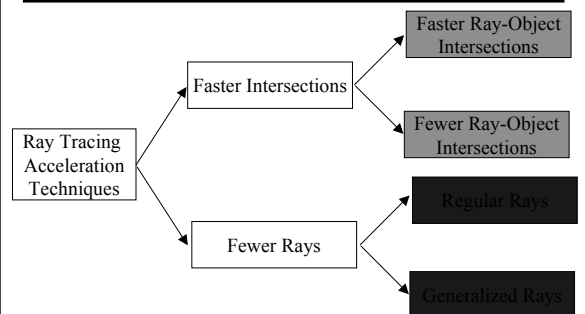 Faster Ray-Object
Intersections
Faster Intersections
Fewer Ray-Object
Intersections
Ray Tracing
Acceleration
Techniques
Regular Rays
Fewer Rays
Generalized Rays